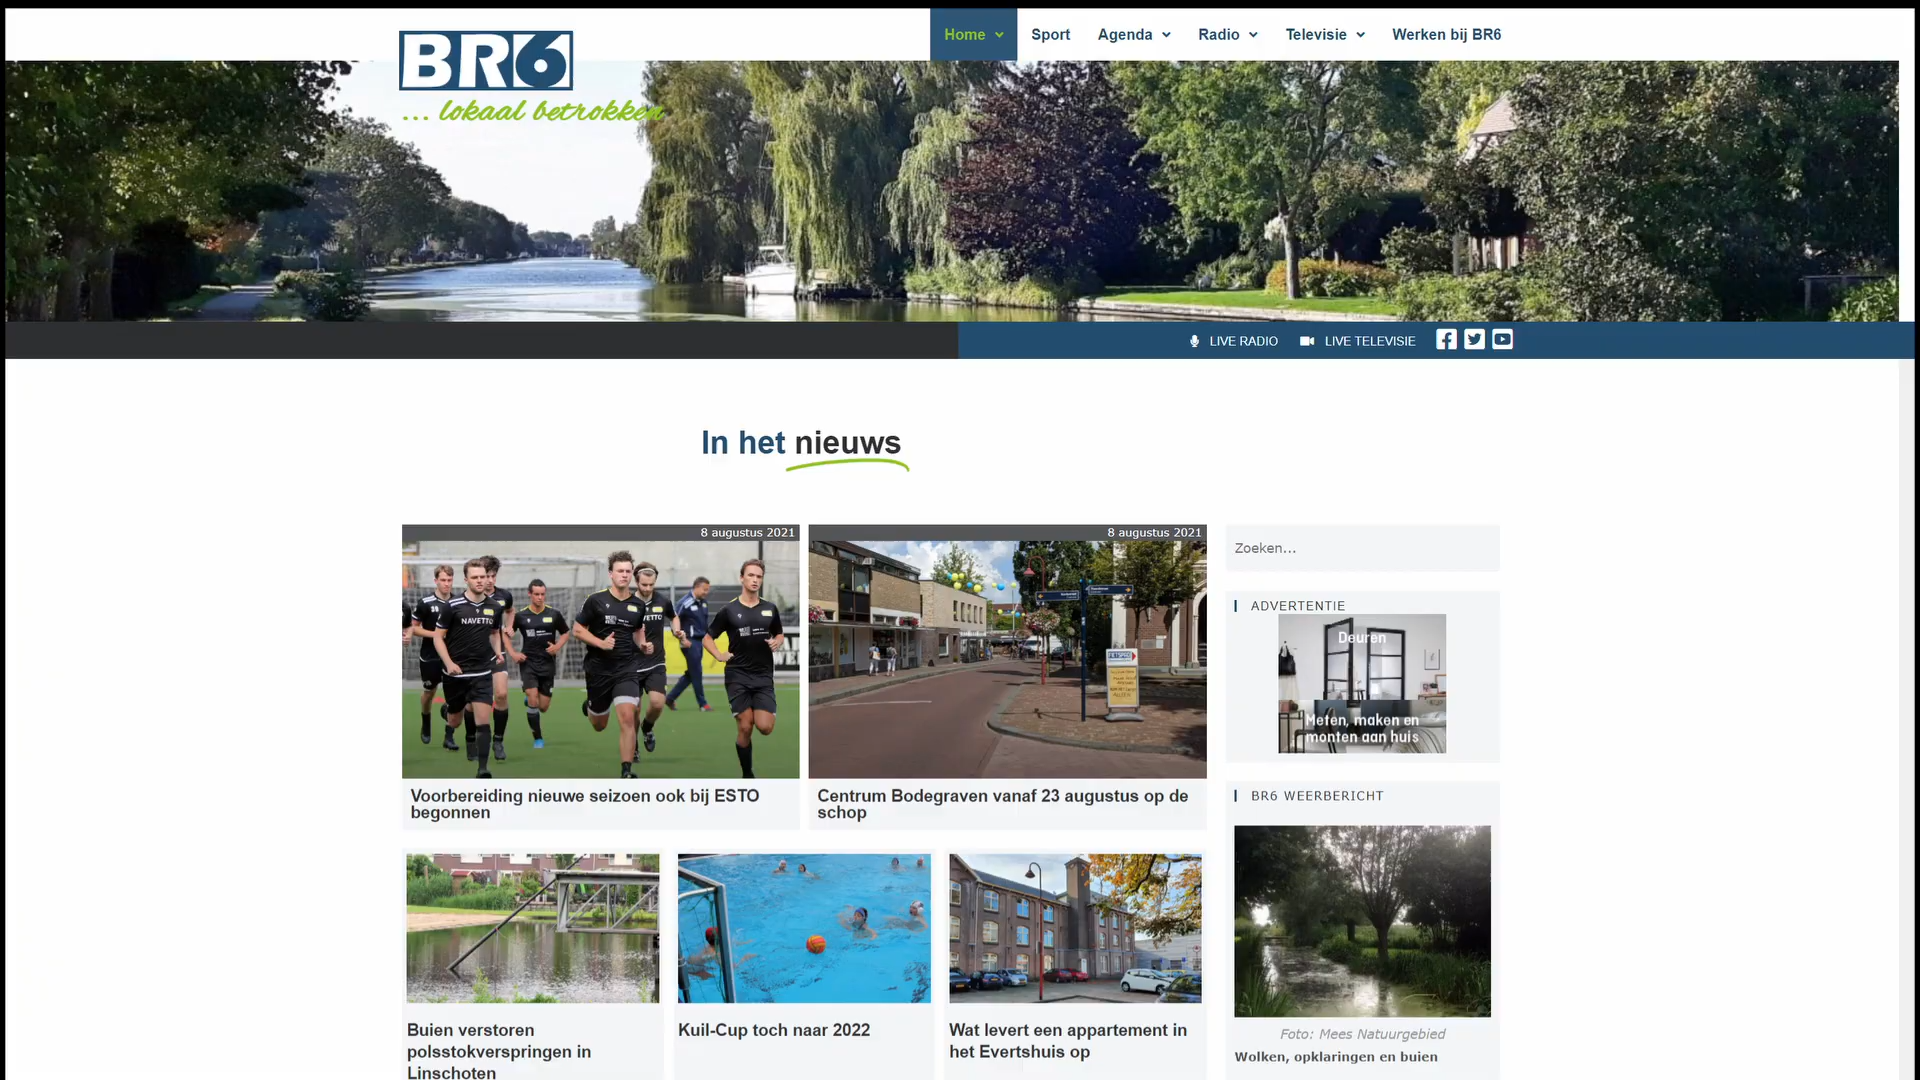 BR6
... lokaal betrokken
Home
Sport
Agenda
Radio
Televisie
Werken bij BR6
LIVE RADIO
LIVE TELEVISIE
In het nieuws
8 augustus 2021
NAVETTO
Voorbereiding nieuwe seizoen ook bij ESTO
begonnen
8 augustus 2021
Centrum Bodegraven vanaf 23 augustus op de
schop
Buien verstoren
polsstokverspringen in
Linschoten
Kuil-Cup toch naar 2022
Wat levert een appartement in
het Evertshuis op
Zoeken...
ADVERTENTIE
Deuren
Meten, maken en
monten aan huis
BR6 WEERBERICHT
Foto: Mees Natuurgebied
Wolken, opklaringen en buien